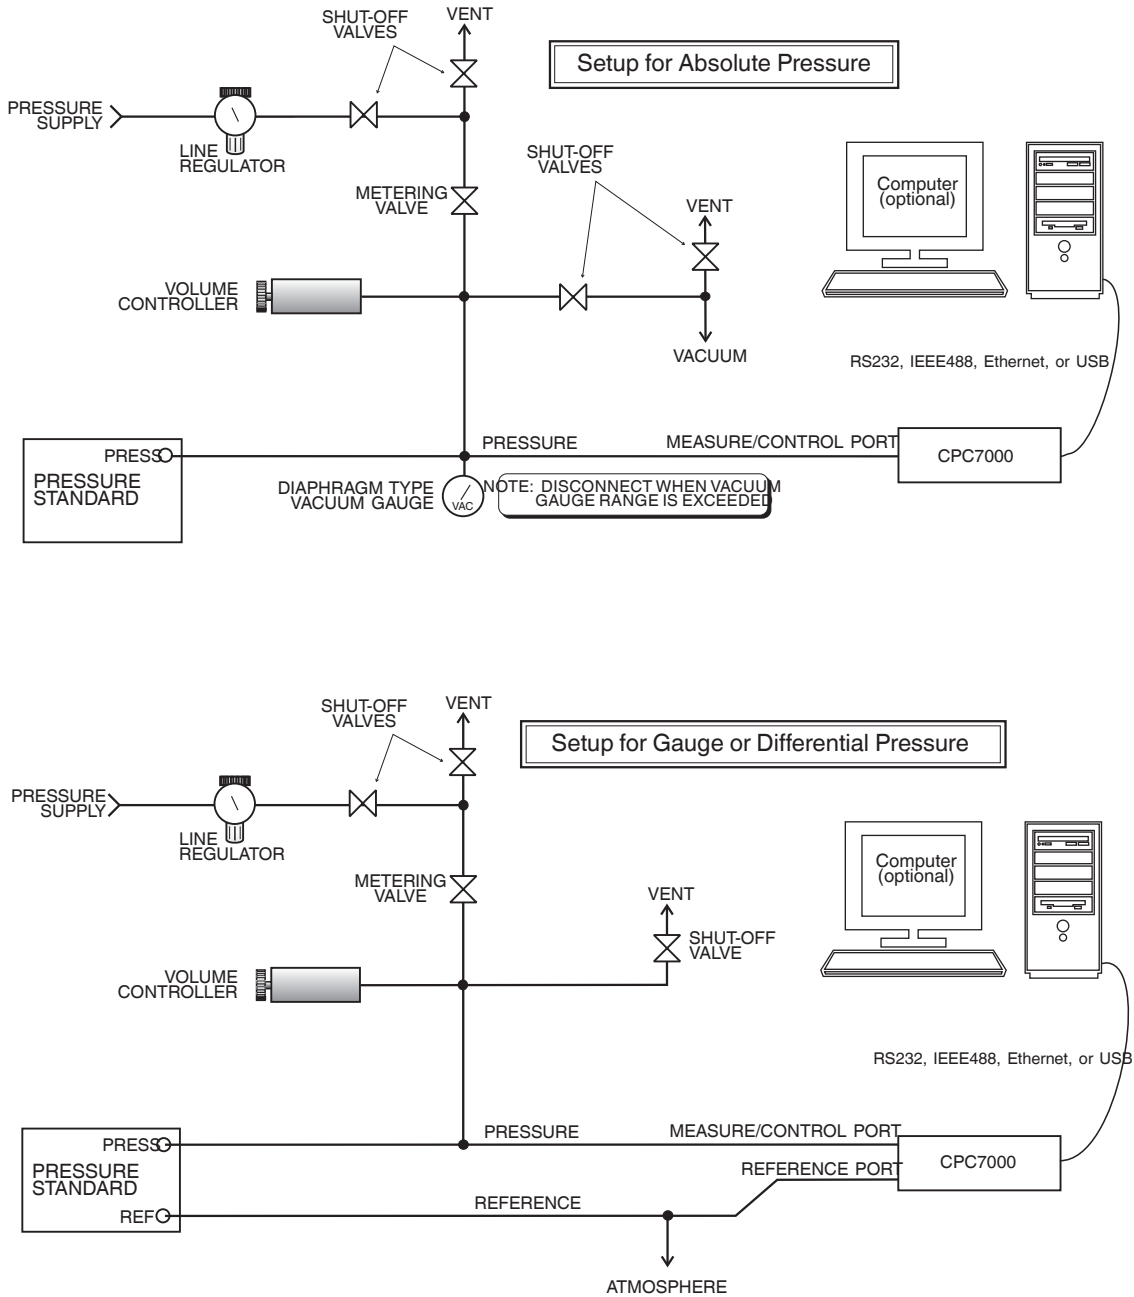 SHUT-OFF
VALVES
VENT
Setup for Absolute Pressure
PRESSURE
SUPPLY
LINE
REGULATOR
SHUT-OFF
VALVES
METERING
VALVE
VENT
Computer
(optional)
VOLUME
CONTROLLER
VACUUM
RS232, IEEE488, Ethernet, or USB
PRESS
PRESSURE
STANDARD
PRESSURE
MEASURE/CONTROL PORT
CPC7000
DIAPHRAGM TYPE
VACUUM GAUGE
VAC
NOTE: DISCONNECT WHEN VACUUM
GAUGE RANGE IS EXCEEDED
SHUT-OFF
VALVES
VENT
Setup for Gauge or Differential Pressure
PRESSURE
SUPPLY
LINE
REGULATOR
METERING
VALVE
VENT
SHUT-OFF
VALVE
Computer
(optional)
VOLUME
CONTROLLER
RS232, IEEE488, Ethernet, or USB
PRESS
PRESSURE
STANDARD
REF
PRESSURE
MEASURE/CONTROL PORT
CPC7000
REFERENCE PORT
REFERENCE
ATMOSPHERE